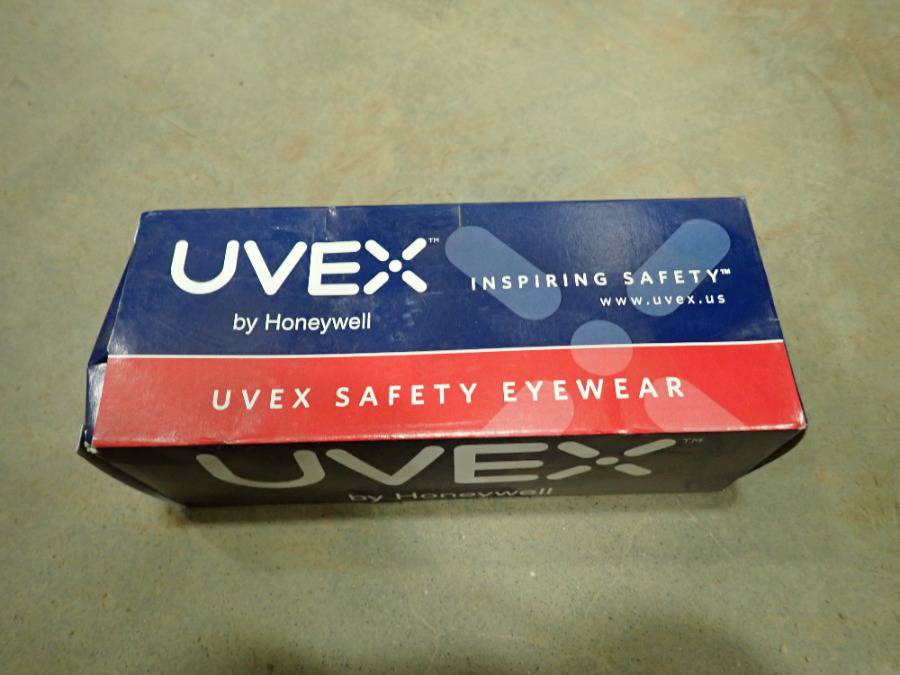 UVEX™
by Honeywell
INSPIRING SAFETY™
www.uvex.us
UVEX SAFETY EYEWEAR
UVEX™
by Honeywell